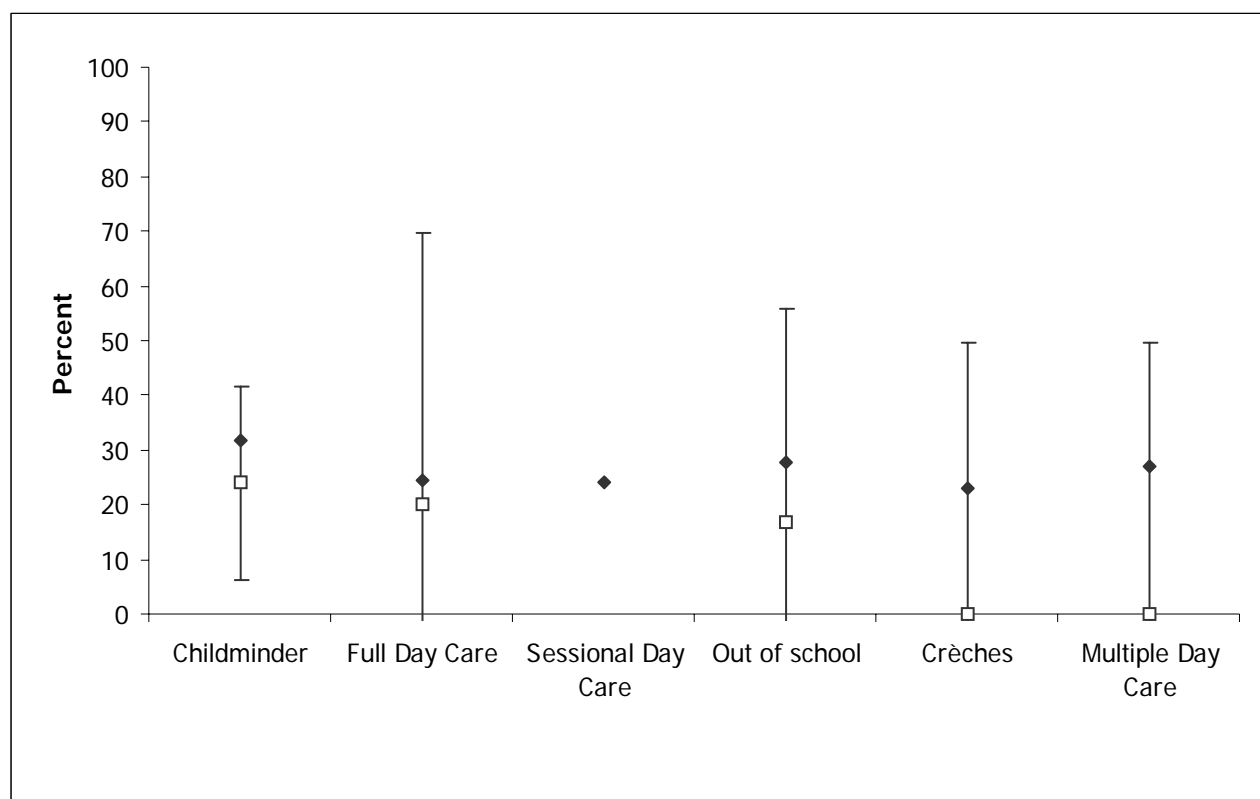 100
90
80
70
60
50
40
30
20
10
0
Percent
Childminder
Full Day Care
Sessional Day
Care
Out of school
Crèches
Multiple Day
Care